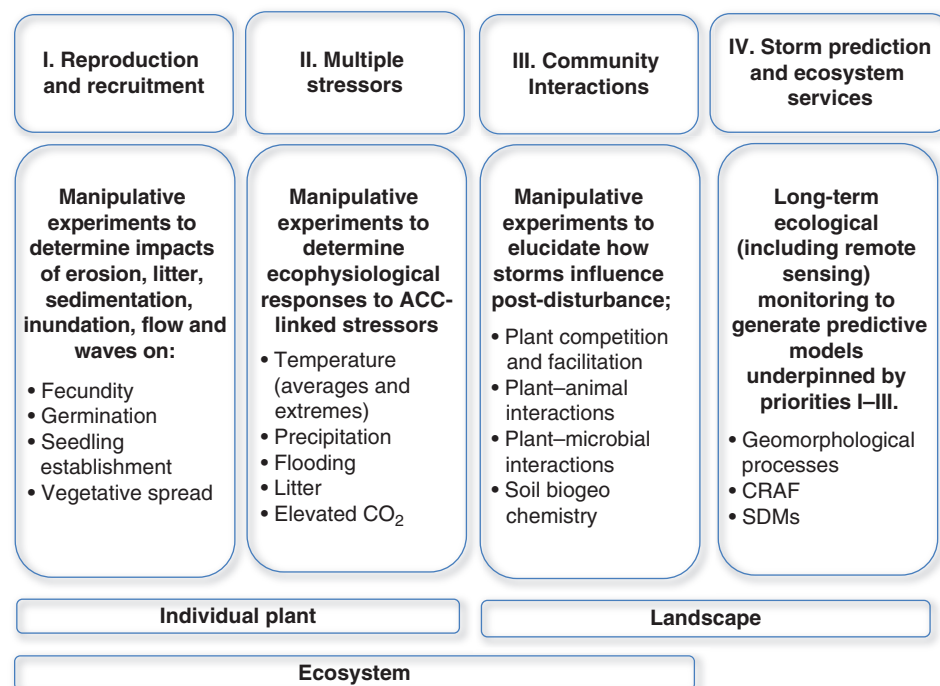 I. Reproduction
and recruitment
II. Multiple
stressors
III. Community
Interactions
IV. Storm prediction
and ecosystem
services
Manipulative
experiments to
determine impacts
of erosion, litter,
sedimentation,
inundation, flow and
waves on:
• Fecundity
• Germination
• Seedling
establishment
• Vegetative spread
Manipulative
experiments to
determine
ecophysiological
responses to ACC-
linked stressors
• Temperature
(averages and
extremes)
• Precipitation
• Flooding
• Litter
• Elevated CO₂
Manipulative
experiments to
elucidate how
storms influence
post-disturbance;
• Plant competition
and facilitation
• Plant–animal
interactions
• Plant–microbial
interactions
• Soil biogeo
chemistry
Long-term
ecological
(including remote
sensing)
monitoring to
generate predictive
models
underpinned by
priorities I–III.
• Geomorphological
processes
• CRAF
• SDMs
Individual plant
Landscape
Ecosystem